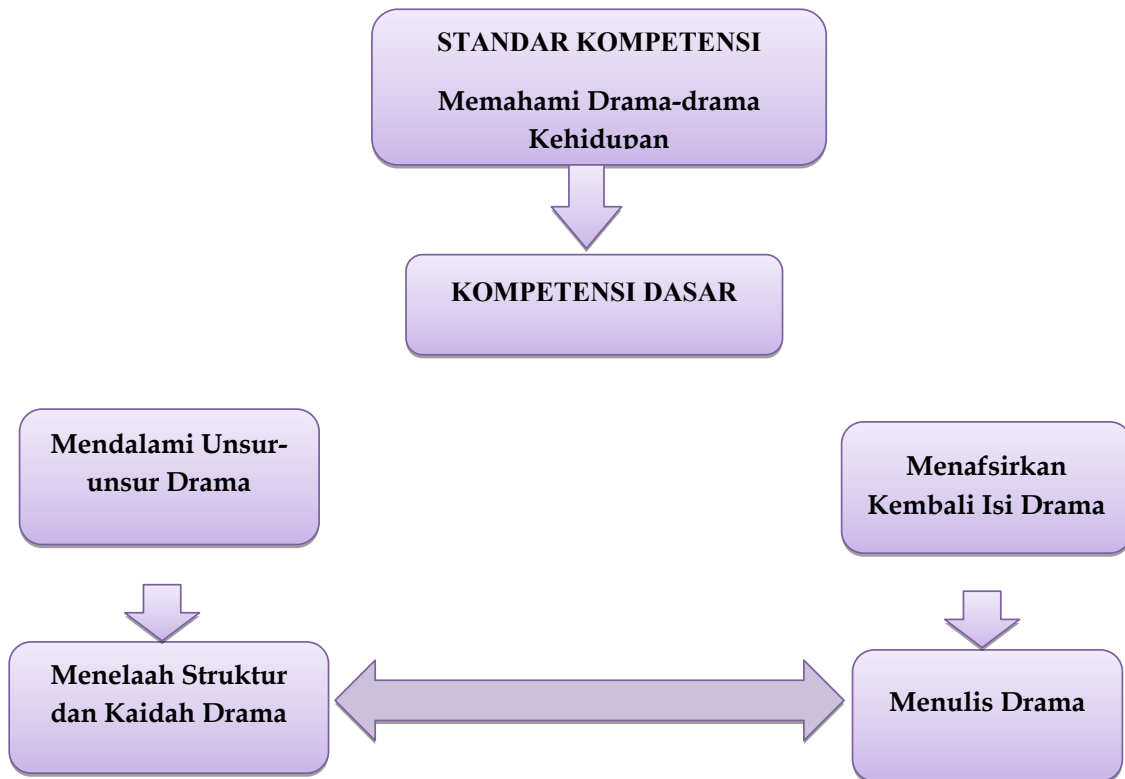 STANDAR KOMPETENSI
Memahami Drama-drama
Kehidupan
KOMPETENSI DASAR
Mendalami Unsur-
unsur Drama
Menafsirkan
Kembali Isi Drama
Menelaah Struktur
dan Kaidah Drama
Menulis Drama